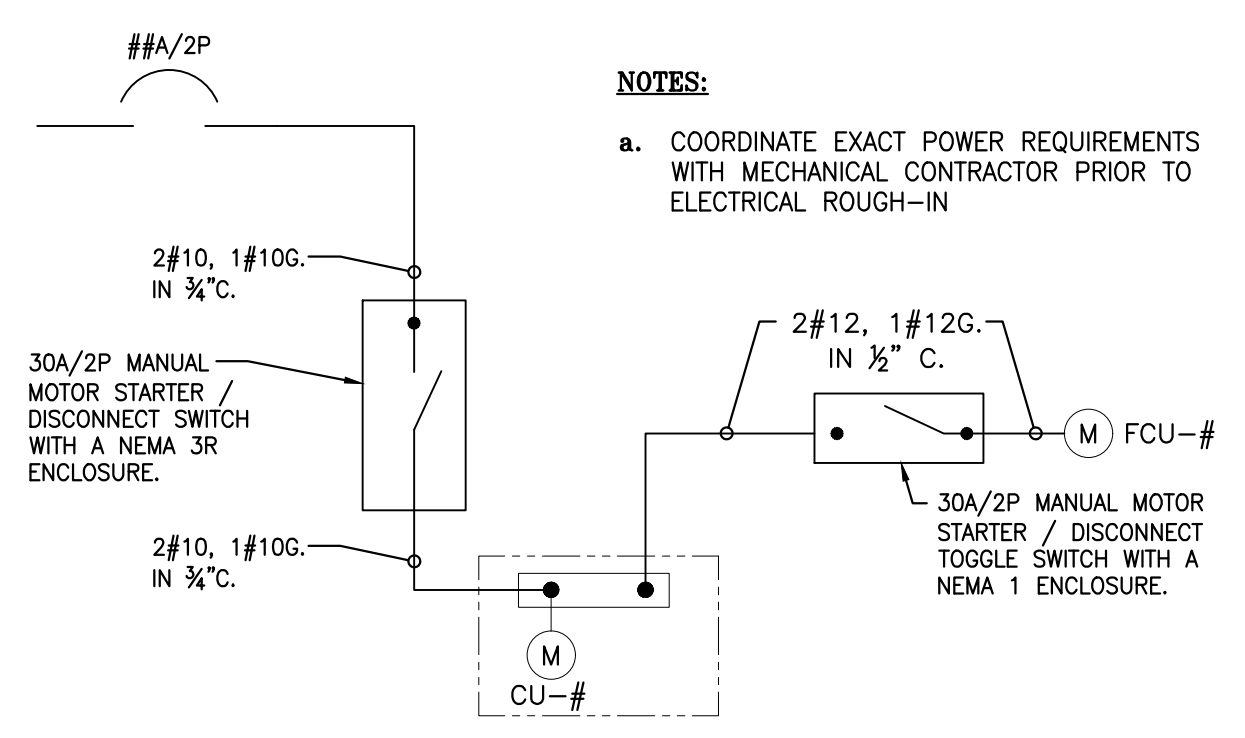 ##A/2P
NOTES:
a. COORDINATE EXACT POWER REQUIREMENTS
WITH MECHANICAL CONTRACTOR PRIOR TO
ELECTRICAL ROUGH-IN
2#10, 1#10G.
IN ¾"C.
30A/2P MANUAL
MOTOR STARTER /
DISCONNECT SWITCH
WITH A NEMA 3R
ENCLOSURE.
2#10, 1#10G.
IN ¾"C.
2#12, 1#12G.
IN ½" C.
M FCU-#
30A/2P MANUAL MOTOR
STARTER / DISCONNECT
TOGGLE SWITCH WITH A
NEMA 1 ENCLOSURE.
M
CU-#